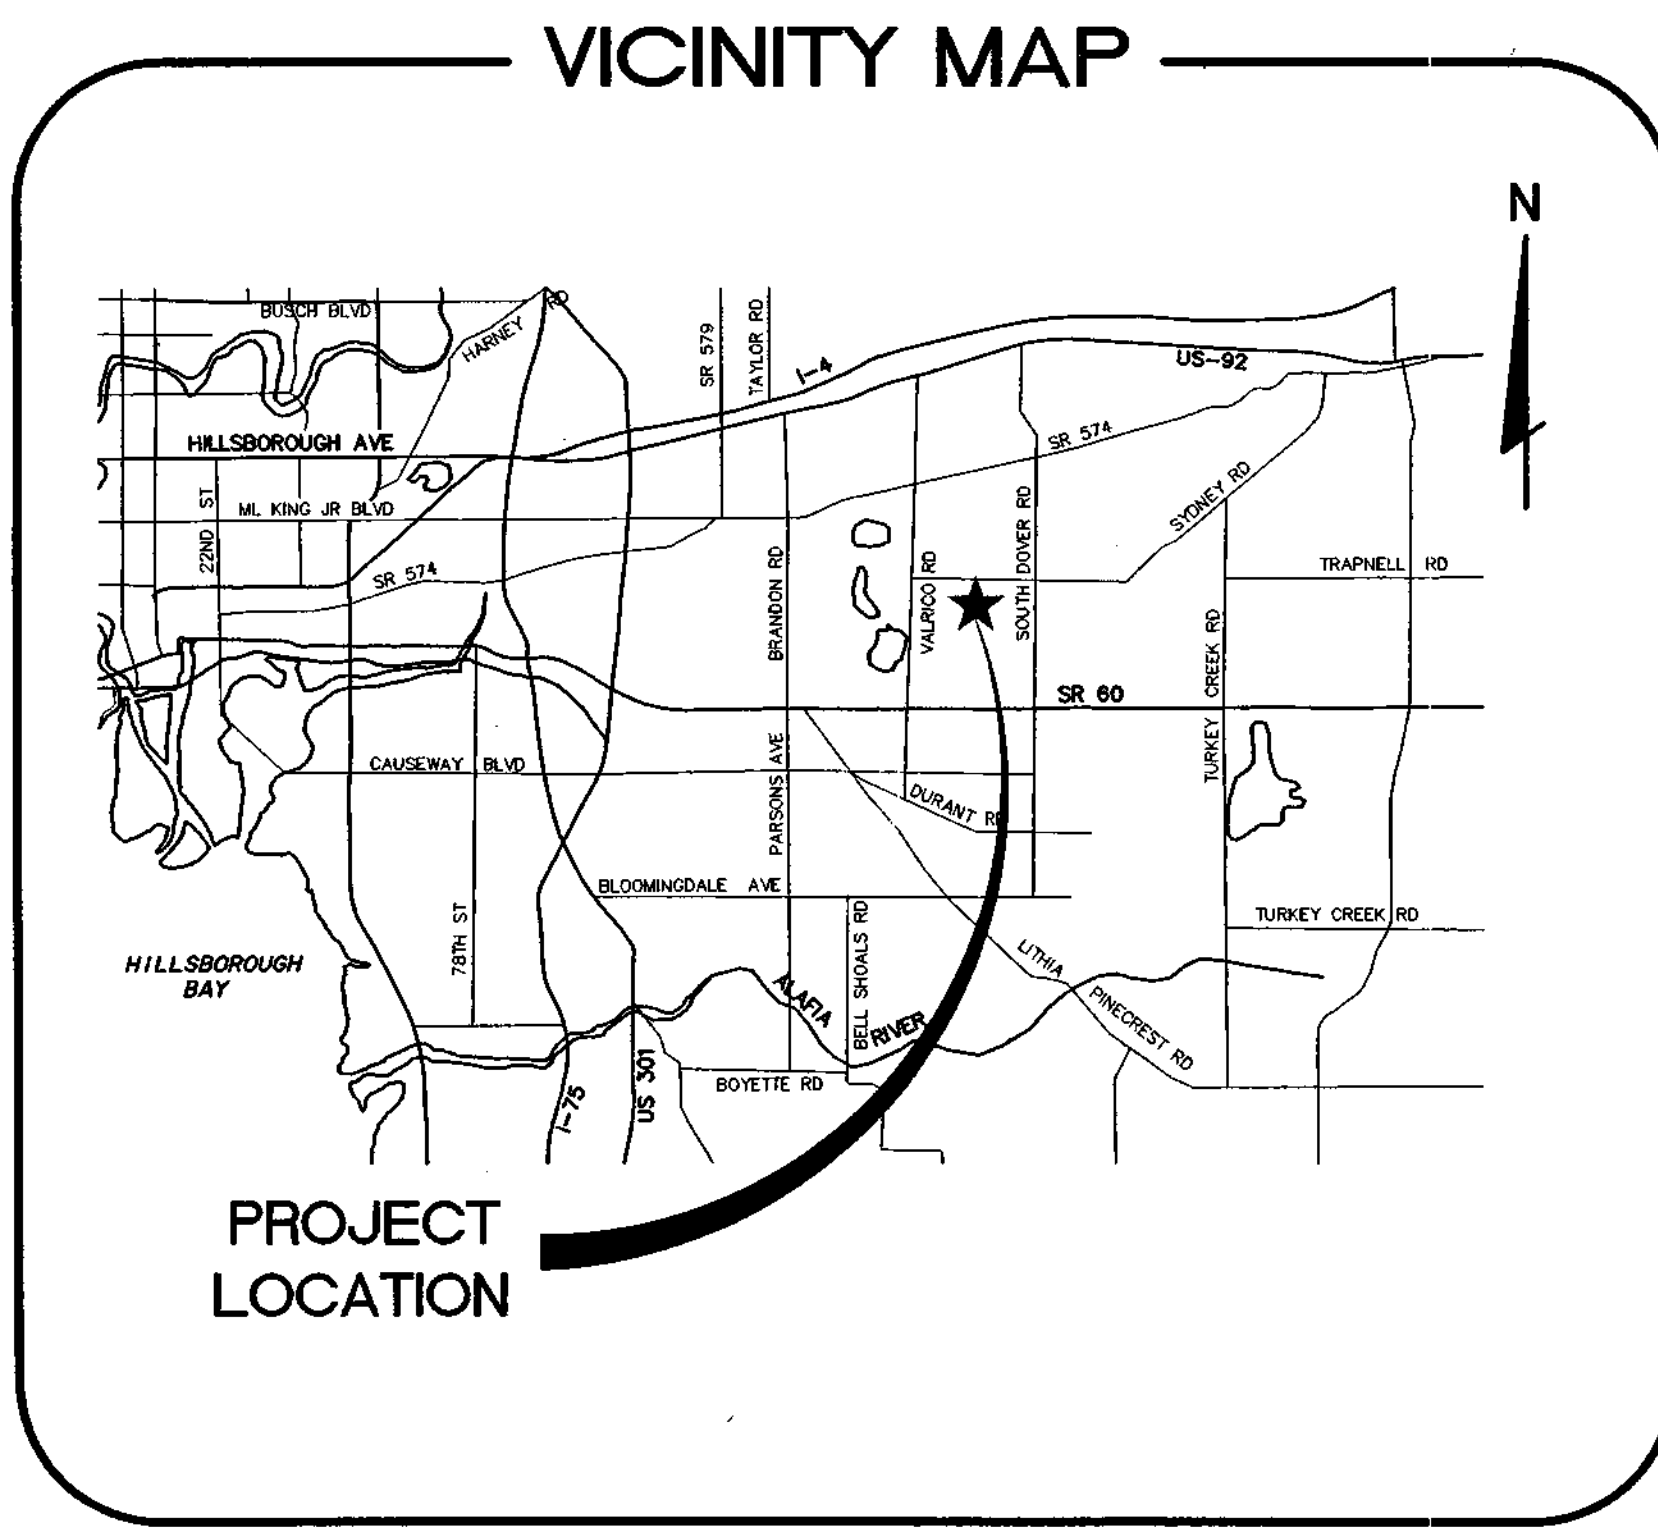 VICINITY MAP
N
BUSCH BLVD
HARNEY RD
SR 579
TAYLOR RD
I-4
US-92
HILLSBOROUGH AVE
SR 574
22ND ST
ML KING JR BLVD
SYDNEY RD
SR 574
BRANDON RD
VALRICO RD
SOUTH DOVER RD
TRAPNELL RD
TURKEY CREEK RD
SR 60
CAUSEWAY BLVD
PARSONS AVE
DURANT RD
BLOOMINGDALE AVE
78TH ST
BELL SHOALS RD
TURKEY CREEK RD
HILLSBOROUGH
BAY
LITHIA PINECREST RD
ALAFIA RIVER
BOYETTE RD
I-75
US 301
PROJECT
LOCATION